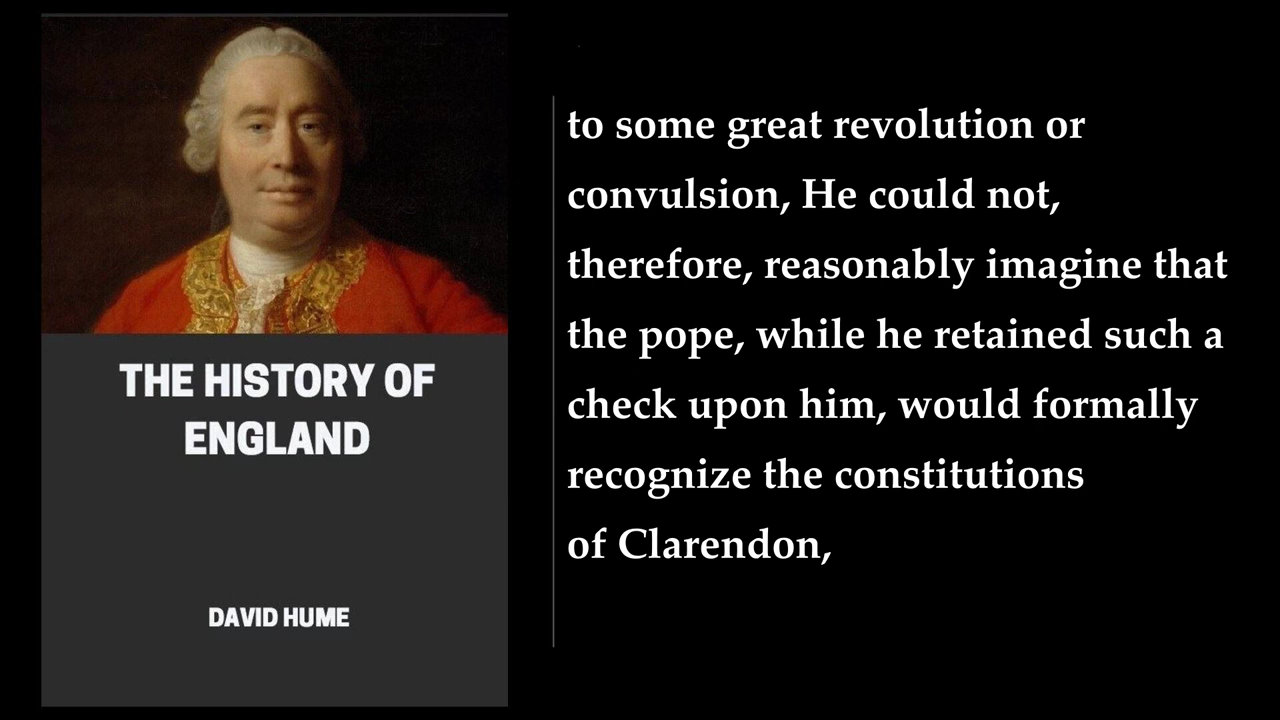 THE HISTORY OF
ENGLAND
DAVID HUME
to some great revolution or
convulsion, He could not,
therefore, reasonably imagine that
the pope, while he retained such a
check upon him, would formally
recognize the constitutions
of Clarendon,